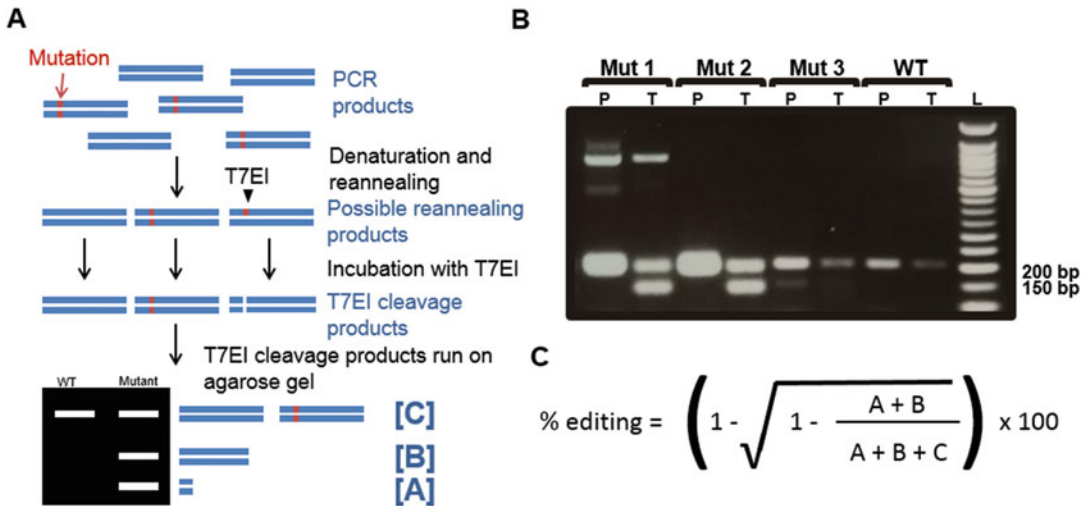 A
Mutation
PCR
products
Denaturation and
reannealing
T7EI
Possible reannealing
products
Incubation with T7EI
T7EI cleavage
products
T7EI cleavage products run on
agarose gel
WT
Mutant
[C]
[B]
[A]
B
Mut 1 Mut 2 Mut 3 WT
P T P T P T P T L
200 bp
150 bp
C
% editing = ( 1 - √ 1 - A + B / A + B + C ) x 100